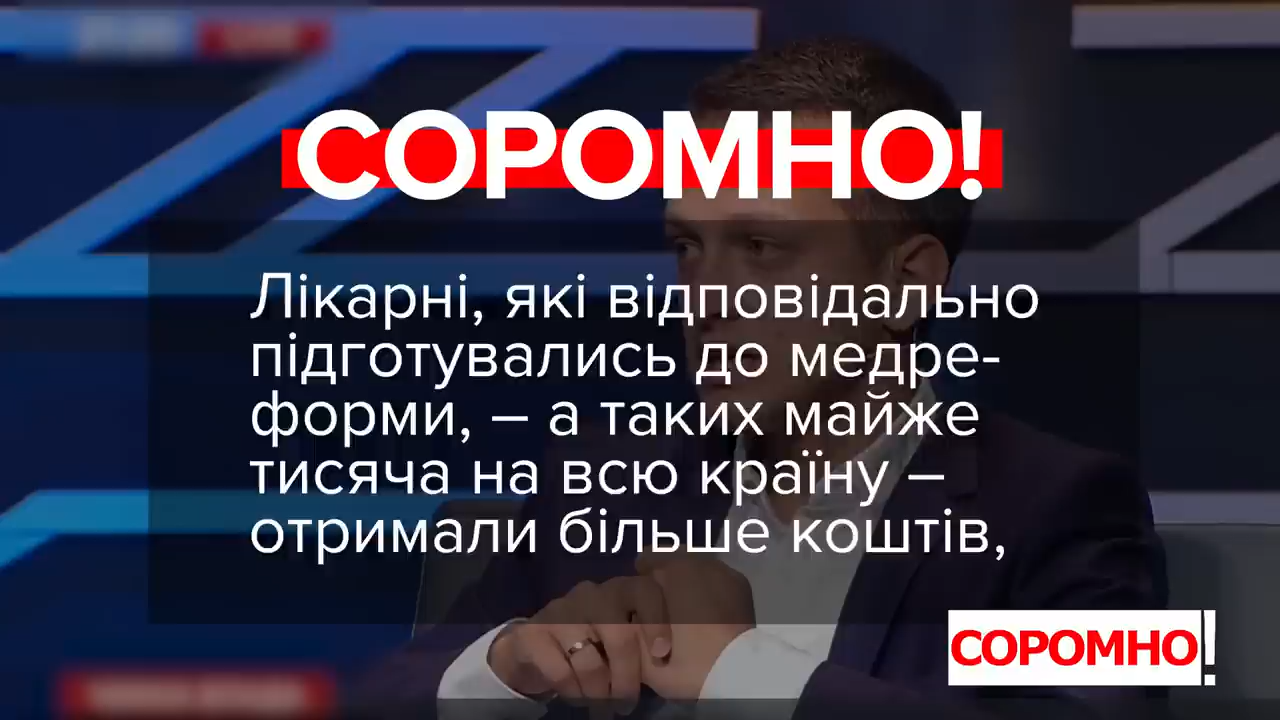 СОРОМНО!
Лікарні, які відповідально
підготувались до медре-
форми, – а таких майже
тисяча на всю країну –
отримали більше коштів,
СОРОМНО!